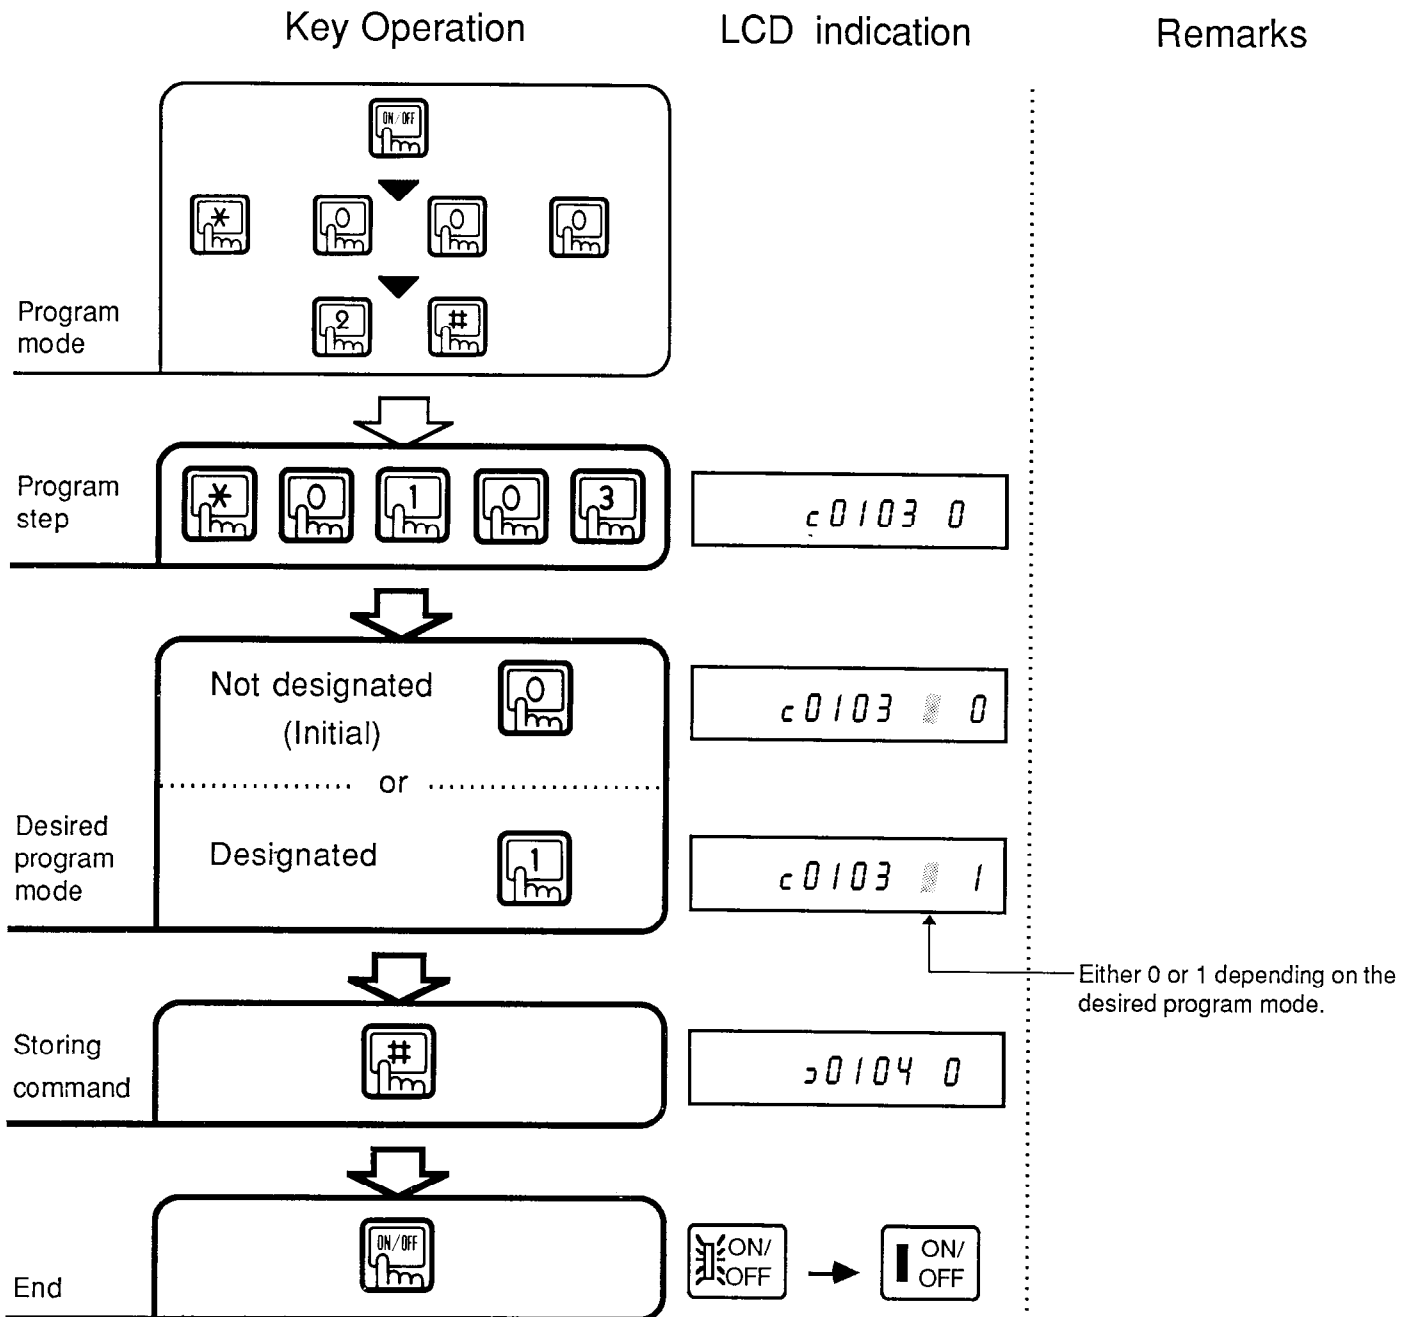 Key Operation LCD indication Remarks
ON/OFF
* 0 0 0
2 #
Program
mode
Program
step
* 0 1 0 3
c0103 0
Not designated
(Initial)
0
c0103 0
or
Desired
program
mode
Designated
1
c0103 1
Either 0 or 1 depending on the
desired program mode.
Storing
command
#
ɔ0104 0
End
ON/OFF
ON/
OFF
ON/
OFF